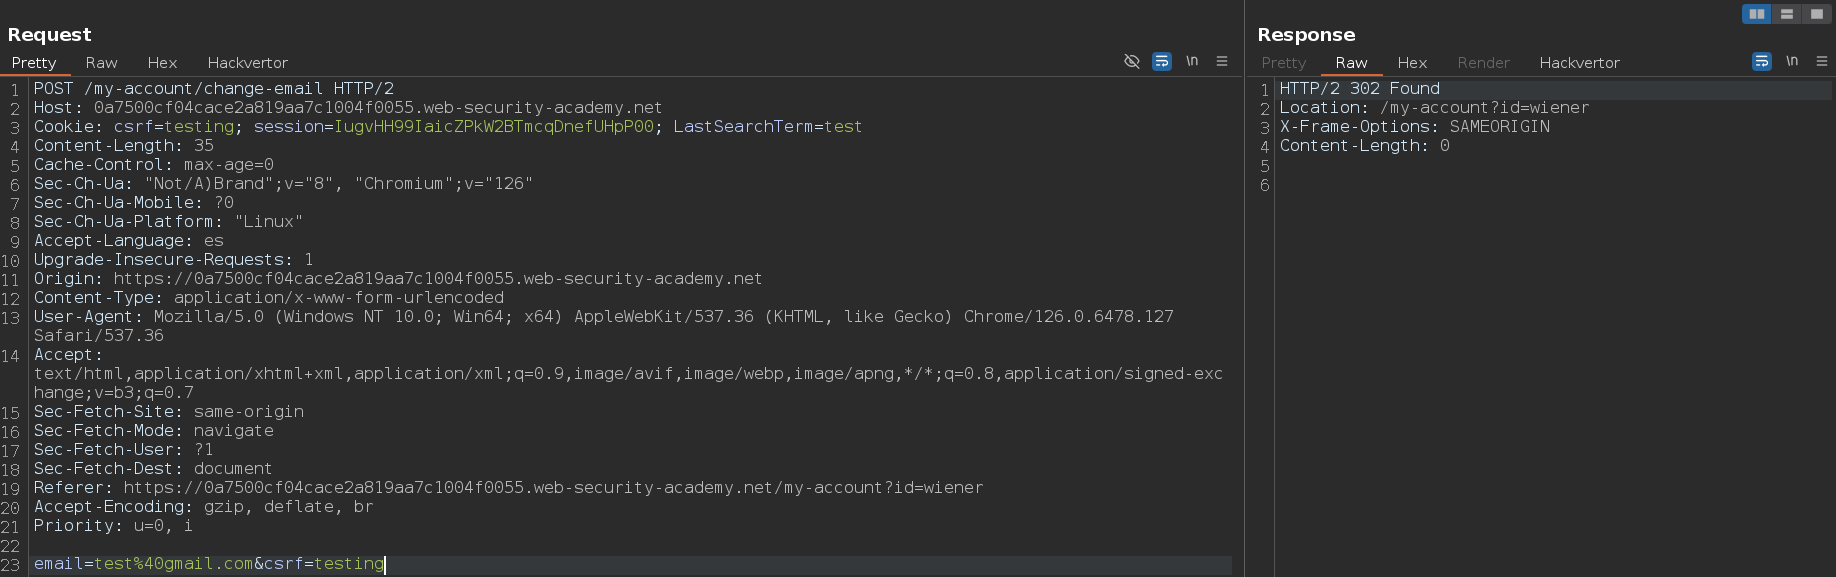 Request
Pretty Raw Hex Hackvertor \n
1 POST /my-account/change-email HTTP/2
2 Host: 0a7500cf04cace2a819aa7c1004f0055.web-security-academy.net
3 Cookie: csrf=testing; session=IugvHH99IaicZPkW2BTmcqDnefUHpP00; LastSearchTerm=test
4 Content-Length: 35
5 Cache-Control: max-age=0
6 Sec-Ch-Ua: "Not/A)Brand";v="8", "Chromium";v="126"
7 Sec-Ch-Ua-Mobile: ?0
8 Sec-Ch-Ua-Platform: "Linux"
9 Accept-Language: es
10 Upgrade-Insecure-Requests: 1
11 Origin: https://0a7500cf04cace2a819aa7c1004f0055.web-security-academy.net
12 Content-Type: application/x-www-form-urlencoded
13 User-Agent: Mozilla/5.0 (Windows NT 10.0; Win64; x64) AppleWebKit/537.36 (KHTML, like Gecko) Chrome/126.0.6478.127
Safari/537.36
14 Accept:
text/html,application/xhtml+xml,application/xml;q=0.9,image/avif,image/webp,image/apng,*/*;q=0.8,application/signed-exc
hange;v=b3;q=0.7
15 Sec-Fetch-Site: same-origin
16 Sec-Fetch-Mode: navigate
17 Sec-Fetch-User: ?1
18 Sec-Fetch-Dest: document
19 Referer: https://0a7500cf04cace2a819aa7c1004f0055.web-security-academy.net/my-account?id=wiener
20 Accept-Encoding: gzip, deflate, br
21 Priority: u=0, i
22
23 email=test%40gmail.com&csrf=testing
Response
Pretty Raw Hex Render Hackvertor \n
1 HTTP/2 302 Found
2 Location: /my-account?id=wiener
3 X-Frame-Options: SAMEORIGIN
4 Content-Length: 0
5
6